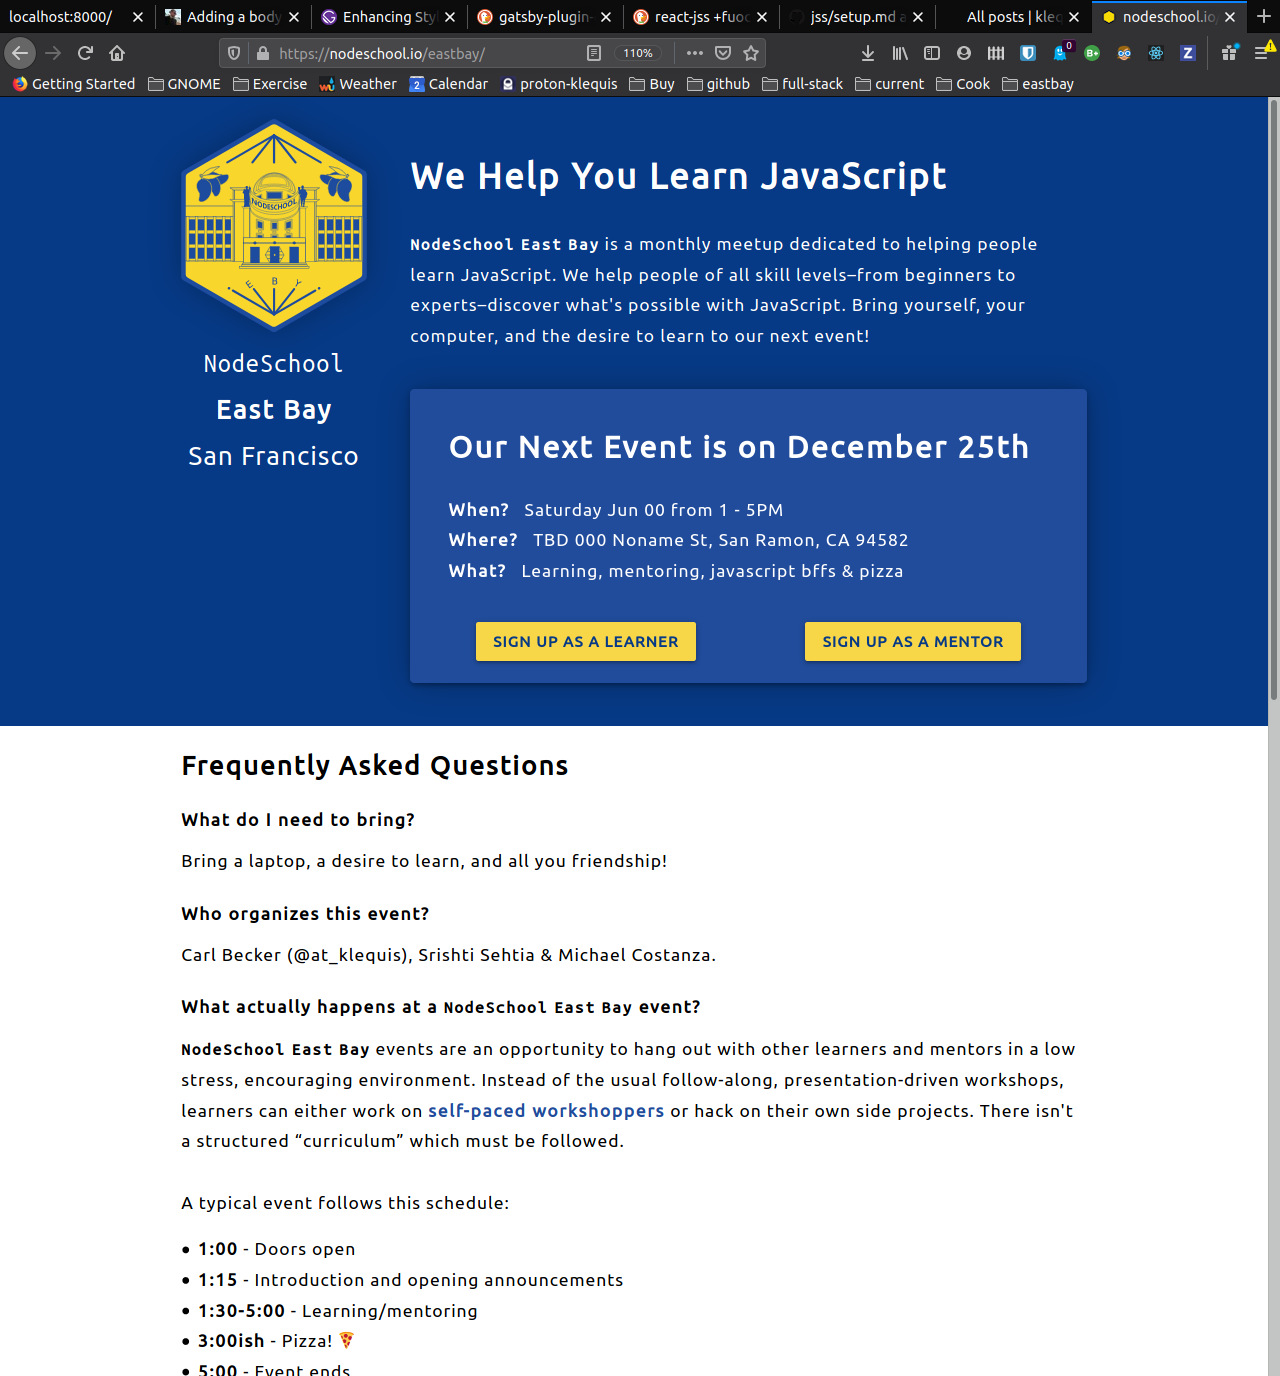 localhost:8000/
Adding a body
Enhancing Sty
gatsby-plugin-
react-jss +fuoc
jss/setup.md a
All posts | kleq
nodeschool.io
https://nodeschool.io/eastbay/
110%
0
Getting Started
GNOME
Exercise
Weather
Calendar
proton-klequis
Buy
github
full-stack
current
Cook
eastbay
NODESCHOOL
E B Y
NodeSchool
East Bay
San Francisco
We Help You Learn JavaScript
NodeSchool East Bay is a monthly meetup dedicated to helping people
learn JavaScript. We help people of all skill levels–from beginners to
experts–discover what's possible with JavaScript. Bring yourself, your
computer, and the desire to learn to our next event!
Our Next Event is on December 25th
When? Saturday Jun 00 from 1 - 5PM
Where? TBD 000 Noname St, San Ramon, CA 94582
What? Learning, mentoring, javascript bffs & pizza
SIGN UP AS A LEARNER
SIGN UP AS A MENTOR
Frequently Asked Questions
What do I need to bring?
Bring a laptop, a desire to learn, and all you friendship!
Who organizes this event?
Carl Becker (@at_klequis), Srishti Sehtia & Michael Costanza.
What actually happens at a NodeSchool East Bay event?
NodeSchool East Bay events are an opportunity to hang out with other learners and mentors in a low
stress, encouraging environment. Instead of the usual follow-along, presentation-driven workshops,
learners can either work on self-paced workshoppers or hack on their own side projects. There isn't
a structured “curriculum” which must be followed.
A typical event follows this schedule:
• 1:00 - Doors open
• 1:15 - Introduction and opening announcements
• 1:30-5:00 - Learning/mentoring
• 3:00ish - Pizza! 🍕
• 5:00 - Event ends